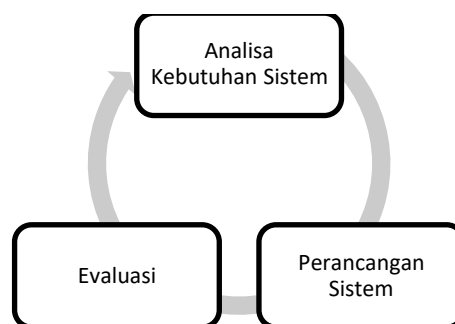 Analisa
Kebutuhan Sistem
Evaluasi
Perancangan
Sistem